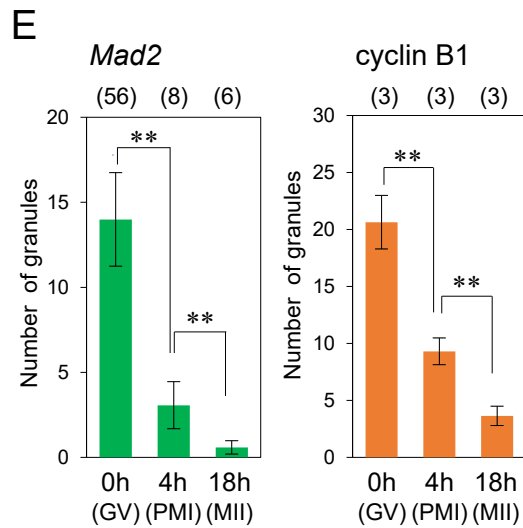 E
Mad2
(56) (8) (6)
Number of granules
20
15
10
5
0
**
**
0h 4h 18h
(GV) (PMI) (MII)
cyclin B1
(3) (3) (3)
Number of granules
30
25
20
15
10
5
0
**
**
0h 4h 18h
(GV) (PMI) (MII)